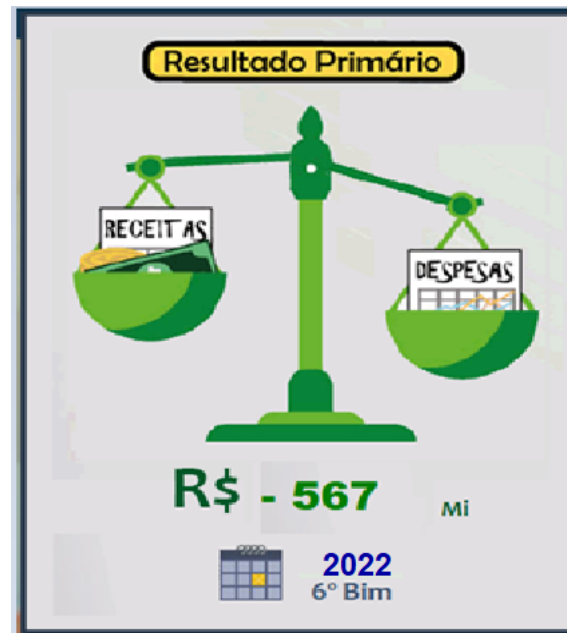 Resultado Primário
RECEITAS
DESPESAS
R$ - 567 Mi
2022
6º Bim